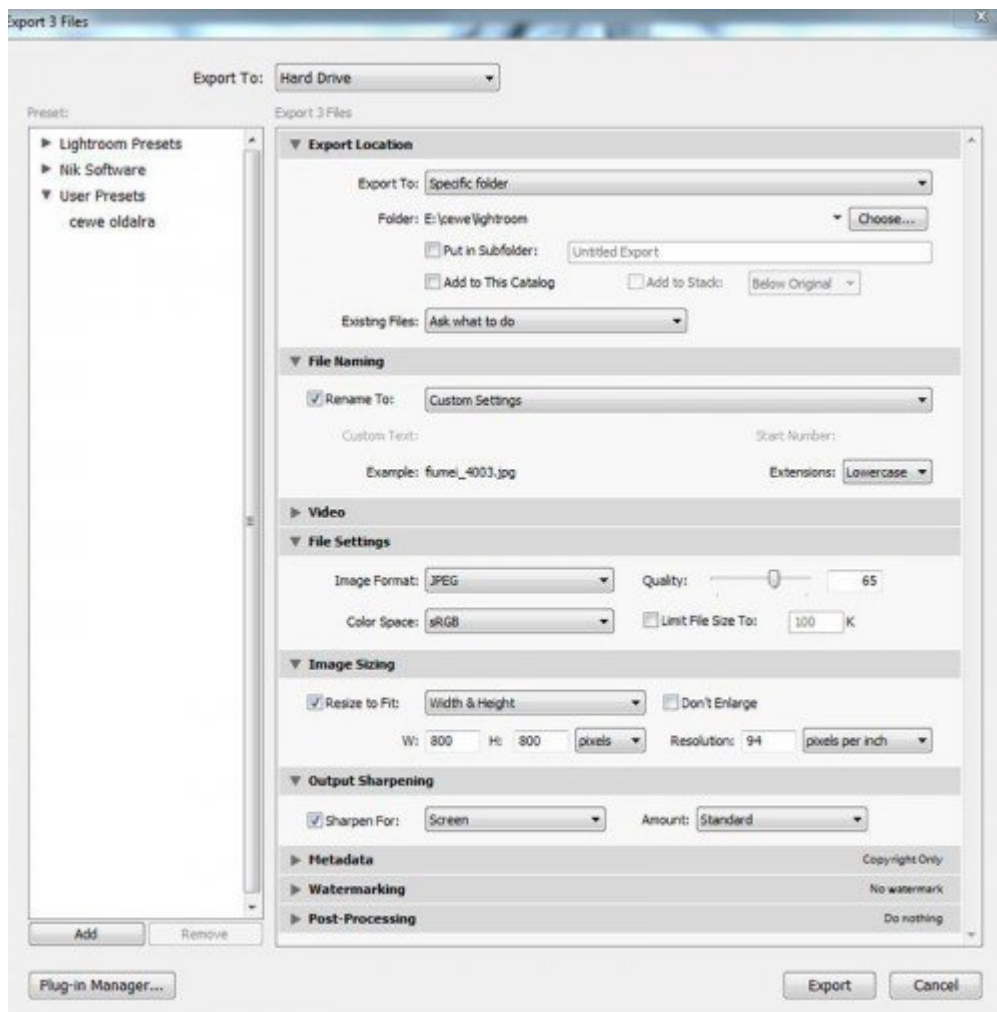 Export 3 Files
Export To: Hard Drive
Preset:
Export 3 Files
Lightroom Presets
Nik Software
User Presets
cewe oldalra
Add Remove
Export Location
Export To: Specific folder
Folder: E:\cewe\lightroom Choose...
Put in Subfolder: Untitled Export
Add to This Catalog Add to Stack: Below Original
Existing Files: Ask what to do
File Naming
Rename To: Custom Settings
Custom Text: Start Number:
Example: fiumei_4003.jpg Extensions: Lowercase
Video
File Settings
Image Format: JPEG Quality: 65
Color Space: sRGB Limit File Size To: 100 K
Image Sizing
Resize to Fit: Width & Height Don't Enlarge
W: 800 H: 800 pixels Resolution: 94 pixels per inch
Output Sharpening
Sharpen For: Screen Amount: Standard
Metadata Copyright Only
Watermarking No watermark
Post-Processing Do nothing
Plug-in Manager... Export Cancel